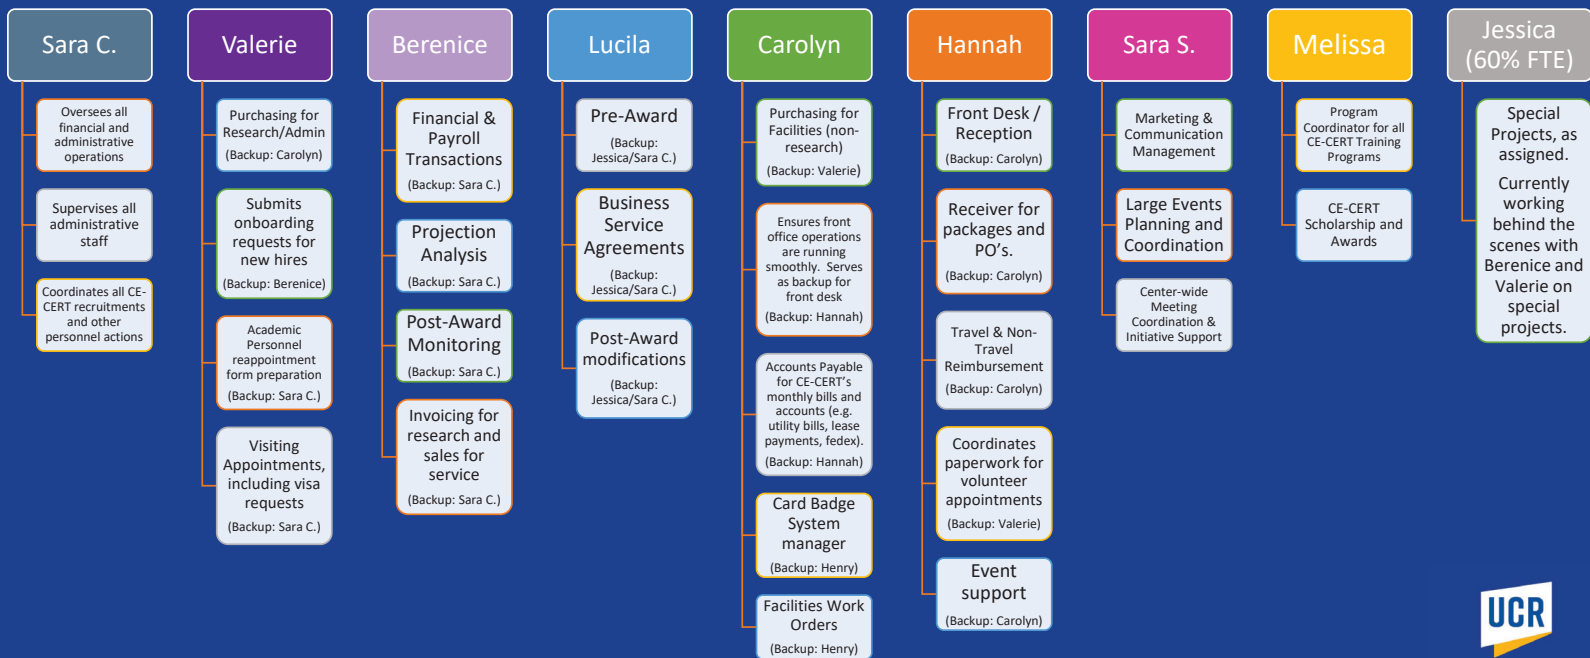 Sara C.
Oversees all
financial and
administrative
operations
Supervises all
administrative
staff
Coordinates all CE-
CERT recruitments
and other
personnel actions
Valerie
Purchasing for
Research/Admin
(Backup: Carolyn)
Submits
onboarding
requests for
new hires
(Backup: Berenice)
Academic
Personnel
reappointment
form preparation
(Backup: Sara C.)
Visiting
Appointments,
including visa
requests
(Backup: Sara C.)
Berenice
Financial &
Payroll
Transactions
(Backup: Sara C.)
Projection
Analysis
(Backup: Sara C.)
Post-Award
Monitoring
(Backup: Sara C.)
Invoicing for
research and
sales for
service
(Backup: Sara C.)
Lucila
Pre-Award
(Backup:
Jessica/Sara C.)
Business
Service
Agreements
(Backup:
Jessica/Sara C.)
Post-Award
modifications
(Backup:
Jessica/Sara C.)
Carolyn
Purchasing for
Facilities (non-
research)
(Backup: Valerie)
Ensures front
office operations
are running
smoothly. Serves
as backup for
front desk
(Backup: Hannah)
Accounts Payable
for CE-CERT’s
monthly bills and
accounts (e.g.
utility bills, lease
payments, fedex).
(Backup: Hannah)
Card Badge
System
manager
(Backup: Henry)
Facilities Work
Orders
(Backup: Henry)
Hannah
Front Desk /
Reception
(Backup: Carolyn)
Receiver for
packages and
PO’s.
(Backup: Carolyn)
Travel & Non-
Travel
Reimbursement
(Backup: Carolyn)
Coordinates
paperwork for
volunteer
appointments
(Backup: Valerie)
Event
support
(Backup: Carolyn)
Sara S.
Marketing &
Communication
Management
Large Events
Planning and
Coordination
Center-wide
Meeting
Coordination &
Initiative Support
Melissa
Program
Coordinator for all
CE-CERT Training
Programs
CE-CERT
Scholarship and
Awards
Jessica
(60% FTE)
Special
Projects, as
assigned.
Currently
working
behind the
scenes with
Berenice and
Valerie on
special
projects.
UCR